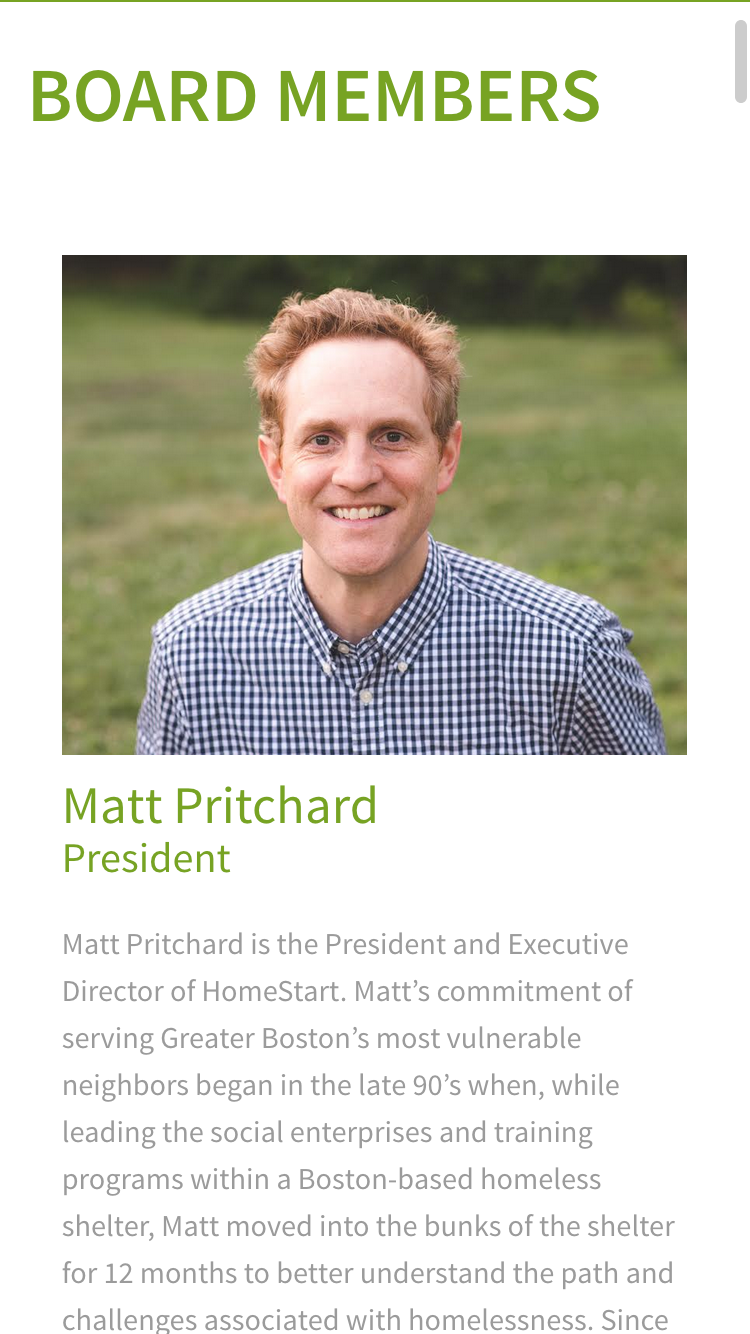 BOARD MEMBERS
Matt Pritchard
President
Matt Pritchard is the President and Executive
Director of HomeStart. Matt’s commitment of
serving Greater Boston’s most vulnerable
neighbors began in the late 90’s when, while
leading the social enterprises and training
programs within a Boston-based homeless
shelter, Matt moved into the bunks of the shelter
for 12 months to better understand the path and
challenges associated with homelessness. Since